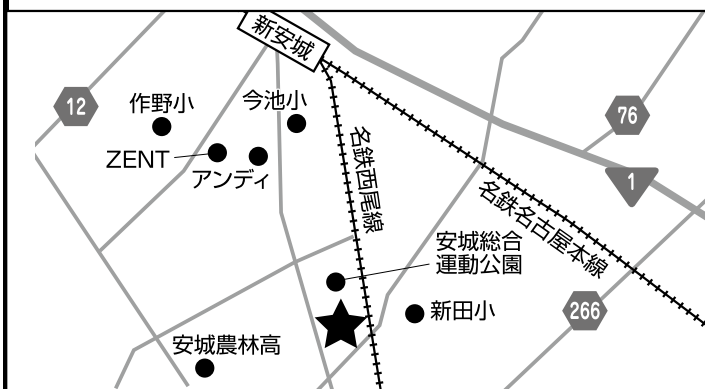 新安城
12
作野小
今池小
76
ZENT
アンディ
名鉄西尾線
1
名鉄名古屋本線
安城総合
運動公園
新田小
266
安城農林高